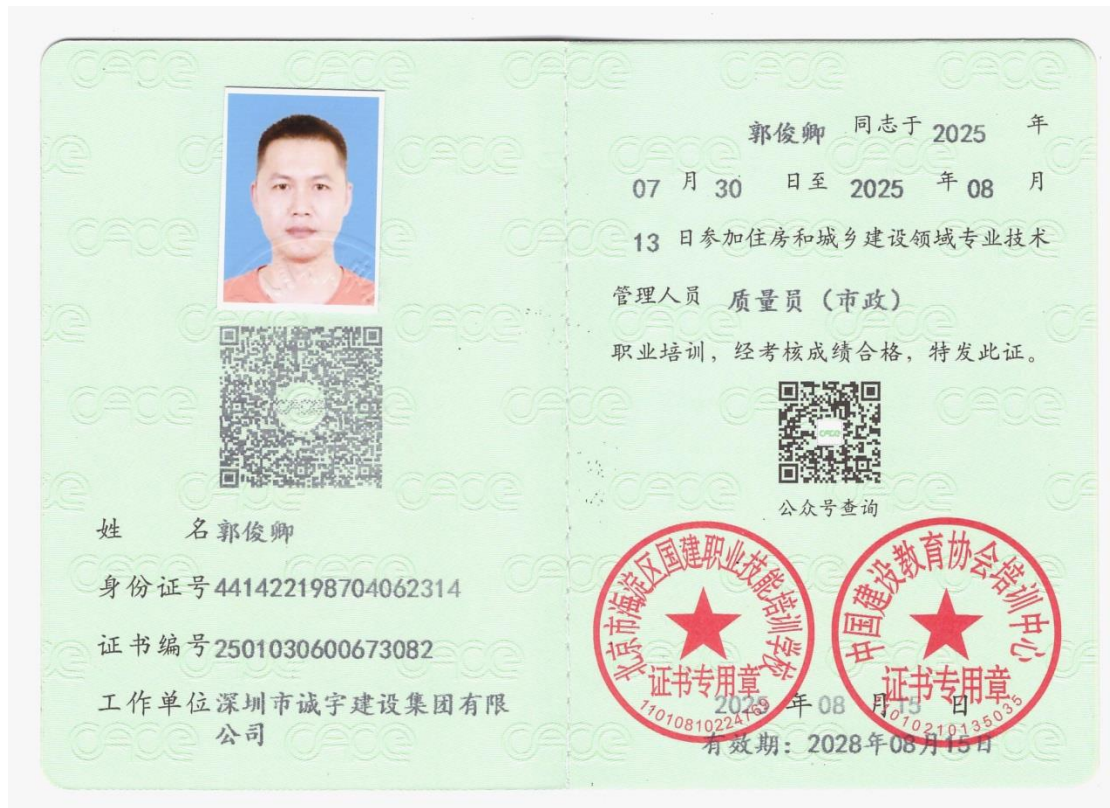 姓 名 郭俊卿
身份证号 441422198704062314
证书编号 2501030600673082
工作单位 深圳市诚宇建设集团有限
公司
郭俊卿 同志于 2025 年
07 月 30 日至 2025 年 08 月
13 日参加住房和城乡建设领域专业技术
管理人员 质量员（市政）
职业培训，经考核成绩合格，特发此证。
公众号查询
北京市海淀区国建职业技能培训学校
证书专用章
中国建设教育协会培训中心
证书专用章
2025 年 08 月 15 日
有效期：2028年08月15日